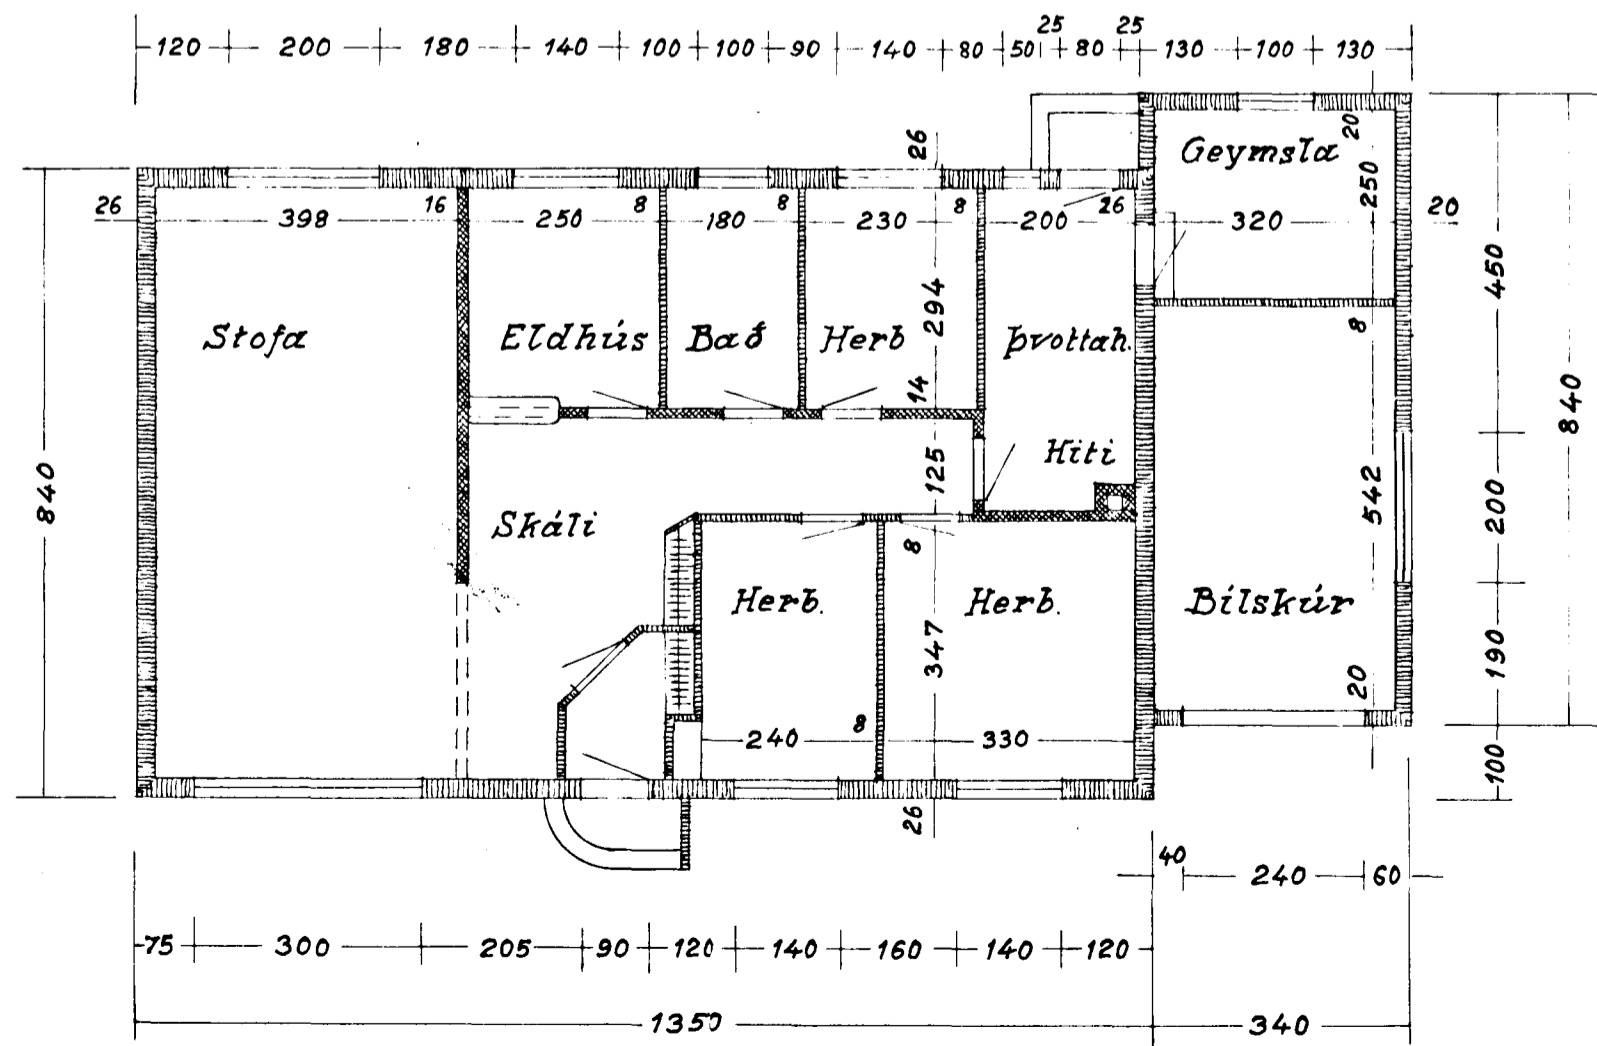 25 25
120 200 180 140 100 100 90 140 80 50 80 130 100 130
26 20
Geymsla
26 398 16 250 8 180 8 230 8 200 26 320 250 20
450
294
Stofa Eldhús Bað Herb Þvottah. 8
14
840
840
125 Hiti
542 200
Skáli
8
Herb. Herb. Bílskúr
347 190
20
240 8 330
100
26
40 240 60
75 300 205 90 120 140 160 140 120
1350 340